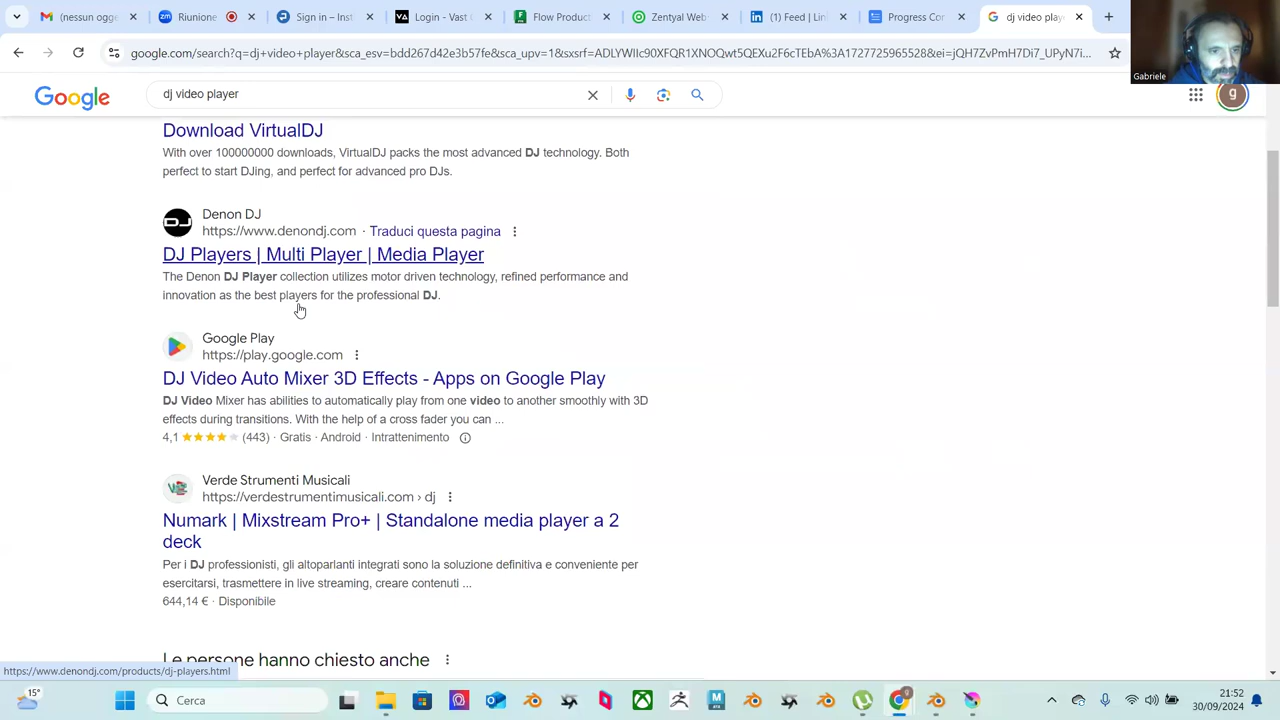 (nessun ogge
Riunione
Sign in – Inst
Login - Vast C
Flow Product
Zentyal Web
(1) Feed | Lin
Progress Con
dj video playe
google.com/search?q=dj+video+player&sca_esv=bdd267d42e3b57fe&sca_upv=1&sxsrf=ADLYWIIc90XFQR1XNOQwt5QEXu2F6cTEbA%3A1727725965528&ei=jQH7ZvPmH7Di7_UPyN7i...
Gabriele
Google
dj video player
g
Download VirtualDJ
With over 100000000 downloads, VirtualDJ packs the most advanced DJ technology. Both
perfect to start DJing, and perfect for advanced pro DJs.
DJ
Denon DJ
https://www.denondj.com · Traduci questa pagina
DJ Players | Multi Player | Media Player
The Denon DJ Player collection utilizes motor driven technology, refined performance and
innovation as the best players for the professional DJ.
Google Play
https://play.google.com
DJ Video Auto Mixer 3D Effects - Apps on Google Play
DJ Video Mixer has abilities to automatically play from one video to another smoothly with 3D
effects during transitions. With the help of a cross fader you can ...
4,1 (443) · Gratis · Android · Intrattenimento
Verde Strumenti Musicali
https://verdestrumentimusicali.com › dj
Numark | Mixstream Pro+ | Standalone media player a 2
deck
Per i DJ professionisti, gli altoparlanti integrati sono la soluzione definitiva e conveniente per
esercitarsi, trasmettere in live streaming, creare contenuti ...
644,14 € · Disponibile
Le persone hanno chiesto anche
https://www.denondj.com/products/dj-players.html
15°
Cerca
21:52
30/09/2024